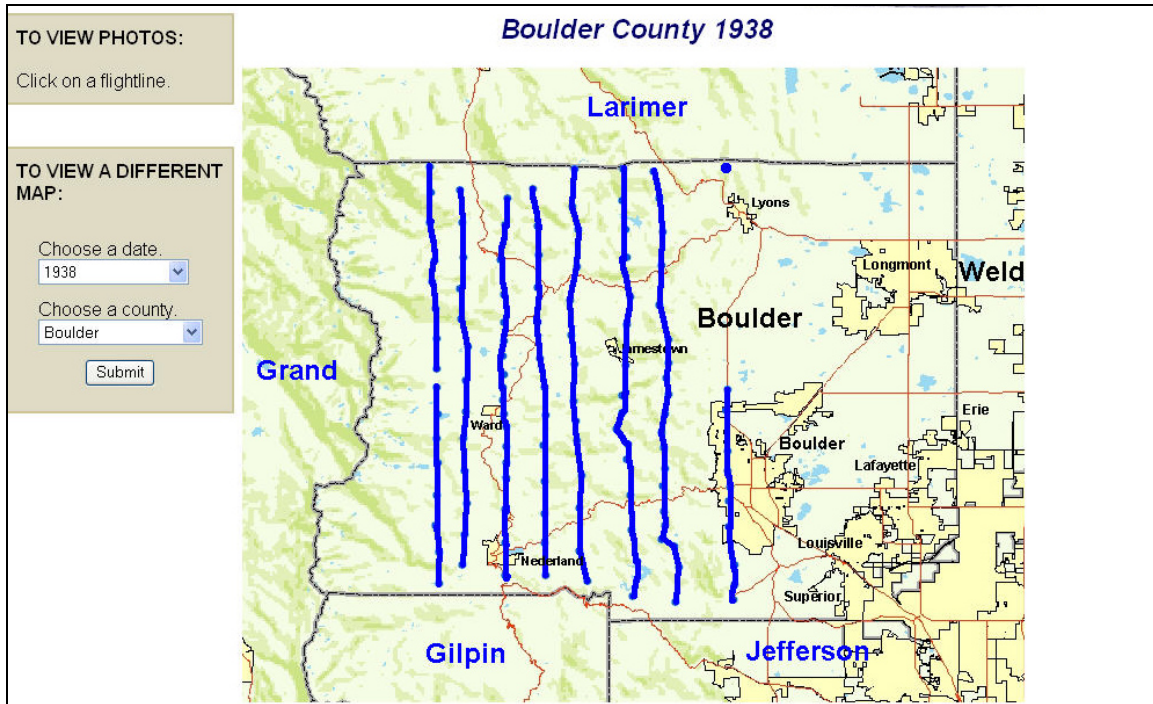 TO VIEW PHOTOS:
Click on a flightline.
TO VIEW A DIFFERENT
MAP:
Choose a date.
1938
Choose a county.
Boulder
Submit
Boulder County 1938
Larimer
Lyons
Longmont
Weld
Boulder
Grand
Jamestown
Ward
Erie
Boulder
Lafayette
Louisville
Nederland
Superior
Gilpin
Jefferson